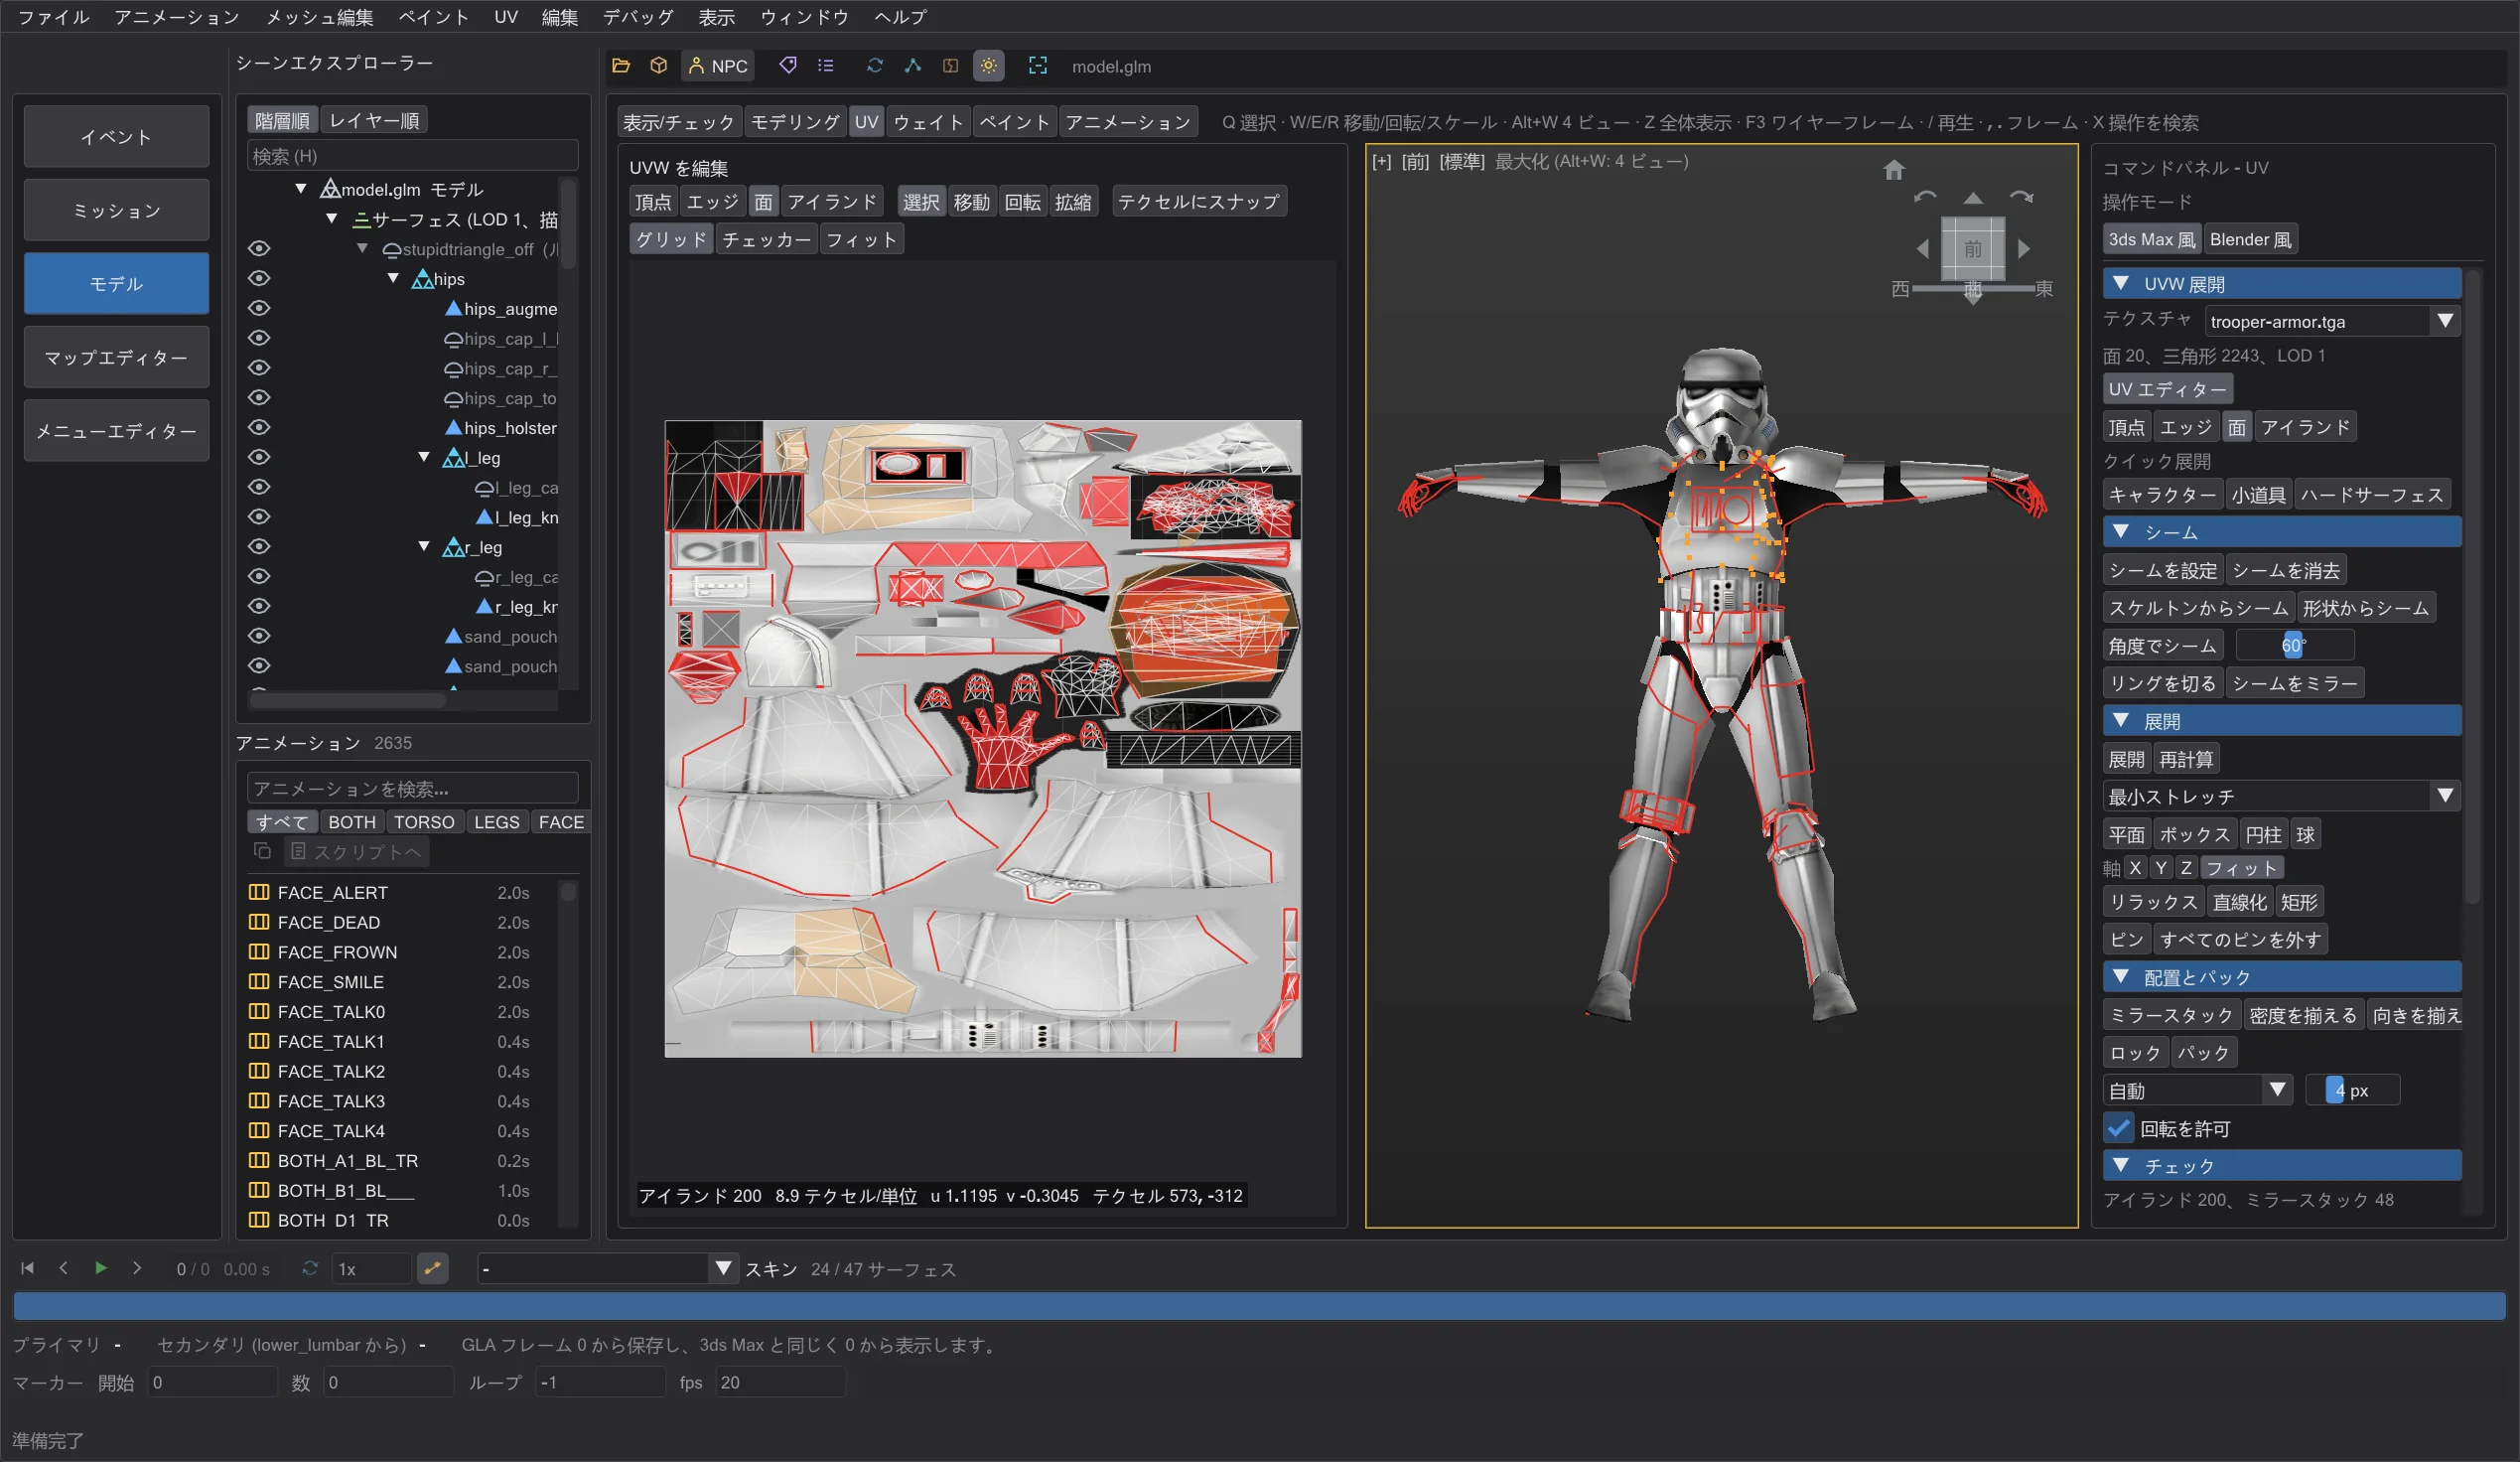 ファイル アニメーション メッシュ編集 ペイント UV 編集 デバッグ 表示 ウィンドウ ヘルプ
イベント
ミッション
モデル
マップエディター
メニューエディター
シーンエクスプローラー
階層順 レイヤー順
検索 (H)
model.glm モデル
サーフェス (LOD 1、描
stupidtriangle_off
hips
hips_augme
hips_cap_l_
hips_cap_r_
hips_cap_to
hips_holster
l_leg
l_leg_ca
l_leg_kn
r_leg
r_leg_ca
r_leg_kr
sand_pouch
sand_pouch
アニメーション 2635
アニメーションを検索...
すべて BOTH TORSO LEGS FACE
スクリプトへ
FACE_ALERT 2.0s
FACE_DEAD 2.0s
FACE_FROWN 2.0s
FACE_SMILE 2.0s
FACE_TALK0 2.0s
FACE_TALK1 0.4s
FACE_TALK2 0.4s
FACE_TALK3 0.4s
FACE_TALK4 0.4s
BOTH_A1_BL_TR 0.2s
BOTH_B1_BL___ 1.0s
BOTH_D1_TR 0.0s
NPC model.glm
表示/チェック モデリング UV ウェイト ペイント アニメーション Q 選択 · W/E/R 移動/回転/スケール · Alt+W 4 ビュー · Z 全体表示 · F3 ワイヤーフレーム · / 再生 · , . フレーム · X 操作を検索
UVW を編集
頂点 エッジ 面 アイランド 選択 移動 回転 拡縮 テクセルにスナップ
グリッド チェッカー フィット
アイランド 200 8.9 テクセル/単位 u 1.1195 v -0.3045 テクセル 573, -312
[+] [前] [標準] 最大化 (Alt+W: 4 ビュー)
前
西 北 東
コマンドパネル - UV
操作モード
3ds Max 風 Blender 風
UVW 展開
テクスチャ trooper-armor.tga
面 20、三角形 2243、LOD 1
UV エディター
頂点 エッジ 面 アイランド
クイック展開
キャラクター 小道具 ハードサーフェス
シーム
シームを設定 シームを消去
スケルトンからシーム 形状からシーム
角度でシーム 60°
リングを切る シームをミラー
展開
展開 再計算
最小ストレッチ
平面 ボックス 円柱 球
軸 X Y Z フィット
リラックス 直線化 矩形
ピン すべてのピンを外す
配置とパック
ミラースタック 密度を揃える 向きを揃え
ロック パック
自動 4 px
回転を許可
チェック
アイランド 200、ミラースタック 48
0 / 0 0.00 s 1x - スキン 24 / 47 サーフェス
プライマリ - セカンダリ (lower_lumbar から) - GLA フレーム 0 から保存し、3ds Max と同じく 0 から表示します。
マーカー 開始 0 数 0 ループ -1 fps 20
準備完了